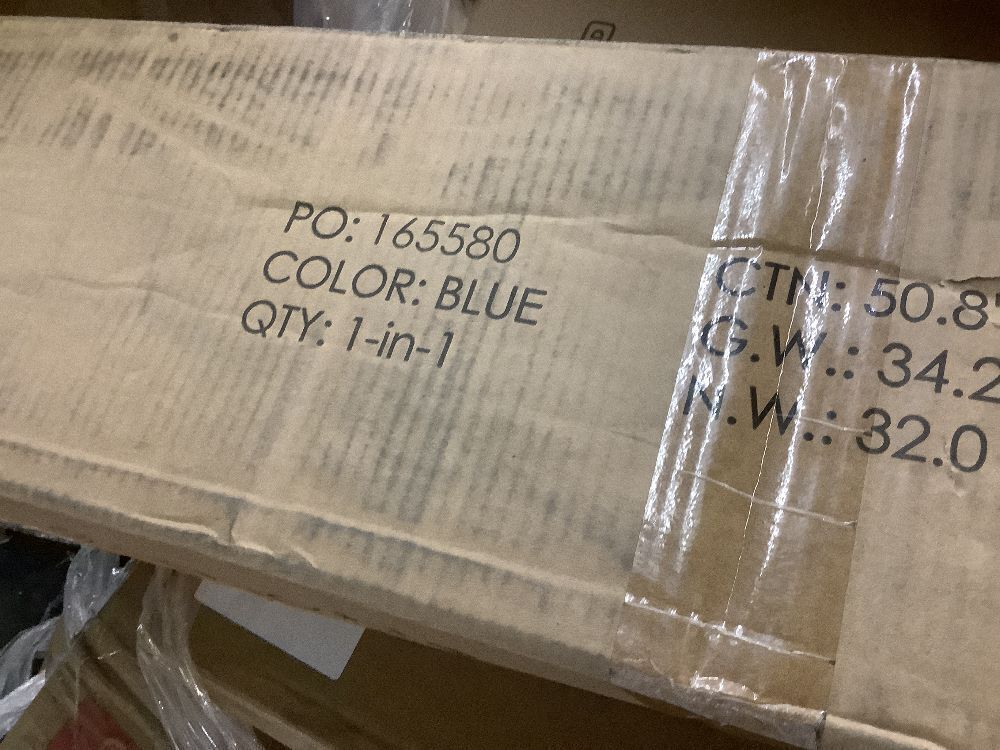 PO: 165580
COLOR: BLUE
QTY: 1-in-1
CTN: 50.8
G.W.: 34.2
N.W.: 32.0